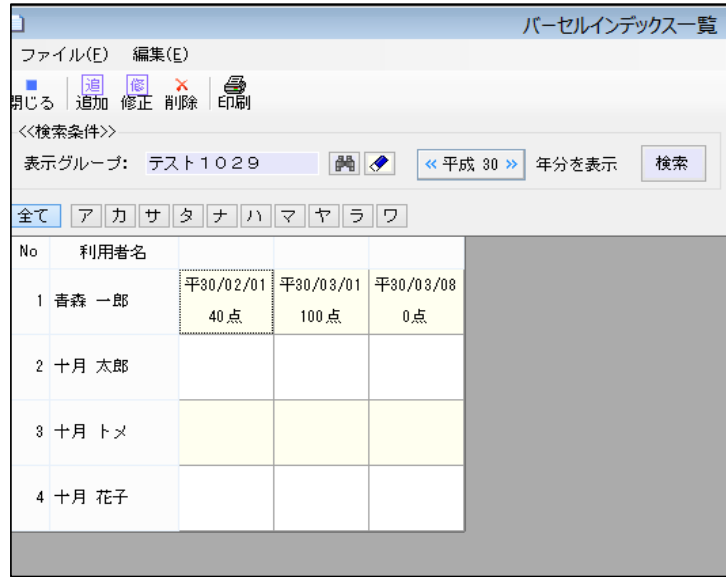 バーセルインデックス一覧
ファイル(F) 編集(E)
追 修
閉じる 追加 修正 削除 印刷
<<検索条件>>
表示グループ: テスト1029 << 平成 30 >> 年分を表示 検索
全て ア カ サ タ ナ ハ マ ヤ ラ ワ
No 利用者名
平30/02/01 平30/03/01 平30/03/08
1 青森 一郎
40点 100点 0点
2 十月 太郎
3 十月 トメ
4 十月 花子